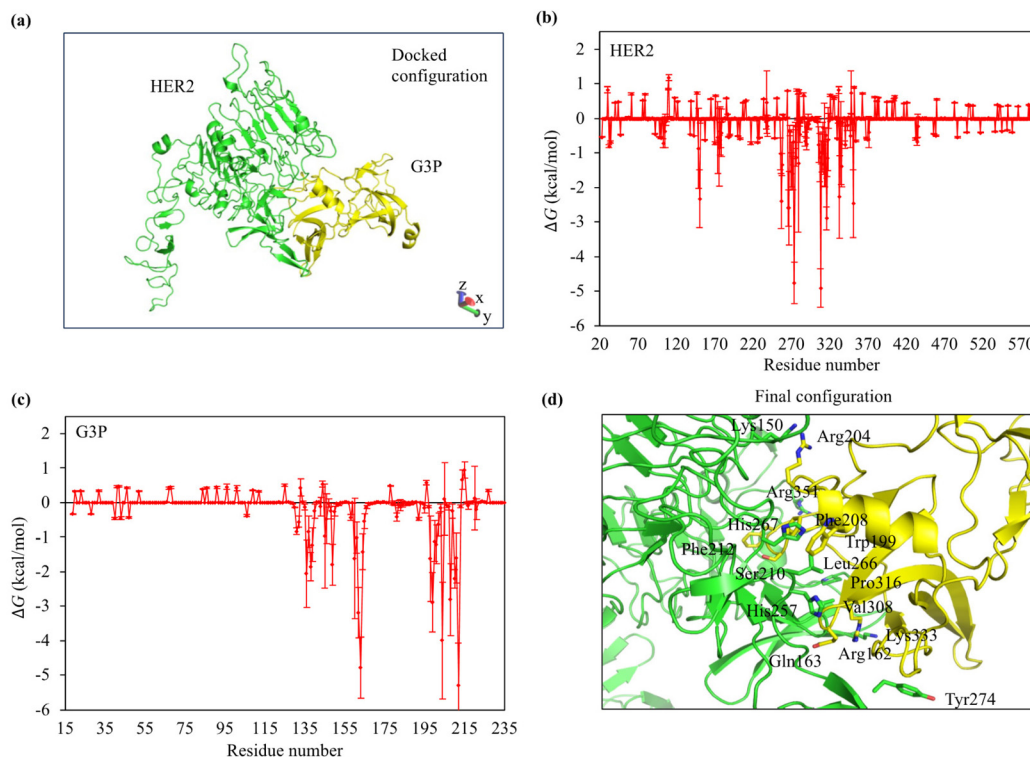 (a)
HER2
Docked
configuration
G3P
z
x
y
(b)
HER2
2
1
0
-1
-2
-3
-4
-5
-6
ΔG (kcal/mol)
20 70 120 170 220 270 320 370 420 470 520 570
Residue number
(c)
G3P
2
1
0
-1
-2
-3
-4
-5
-6
ΔG (kcal/mol)
15 35 55 75 95 115 135 155 175 195 215 235
Residue number
(d)
Final configuration
Lys150
Arg204
Arg351
His267
Phe208
Phe212
Trp199
Leu266
Ser210
Pro316
His257
Val308
Lys333
Gln163
Arg162
Tyr274